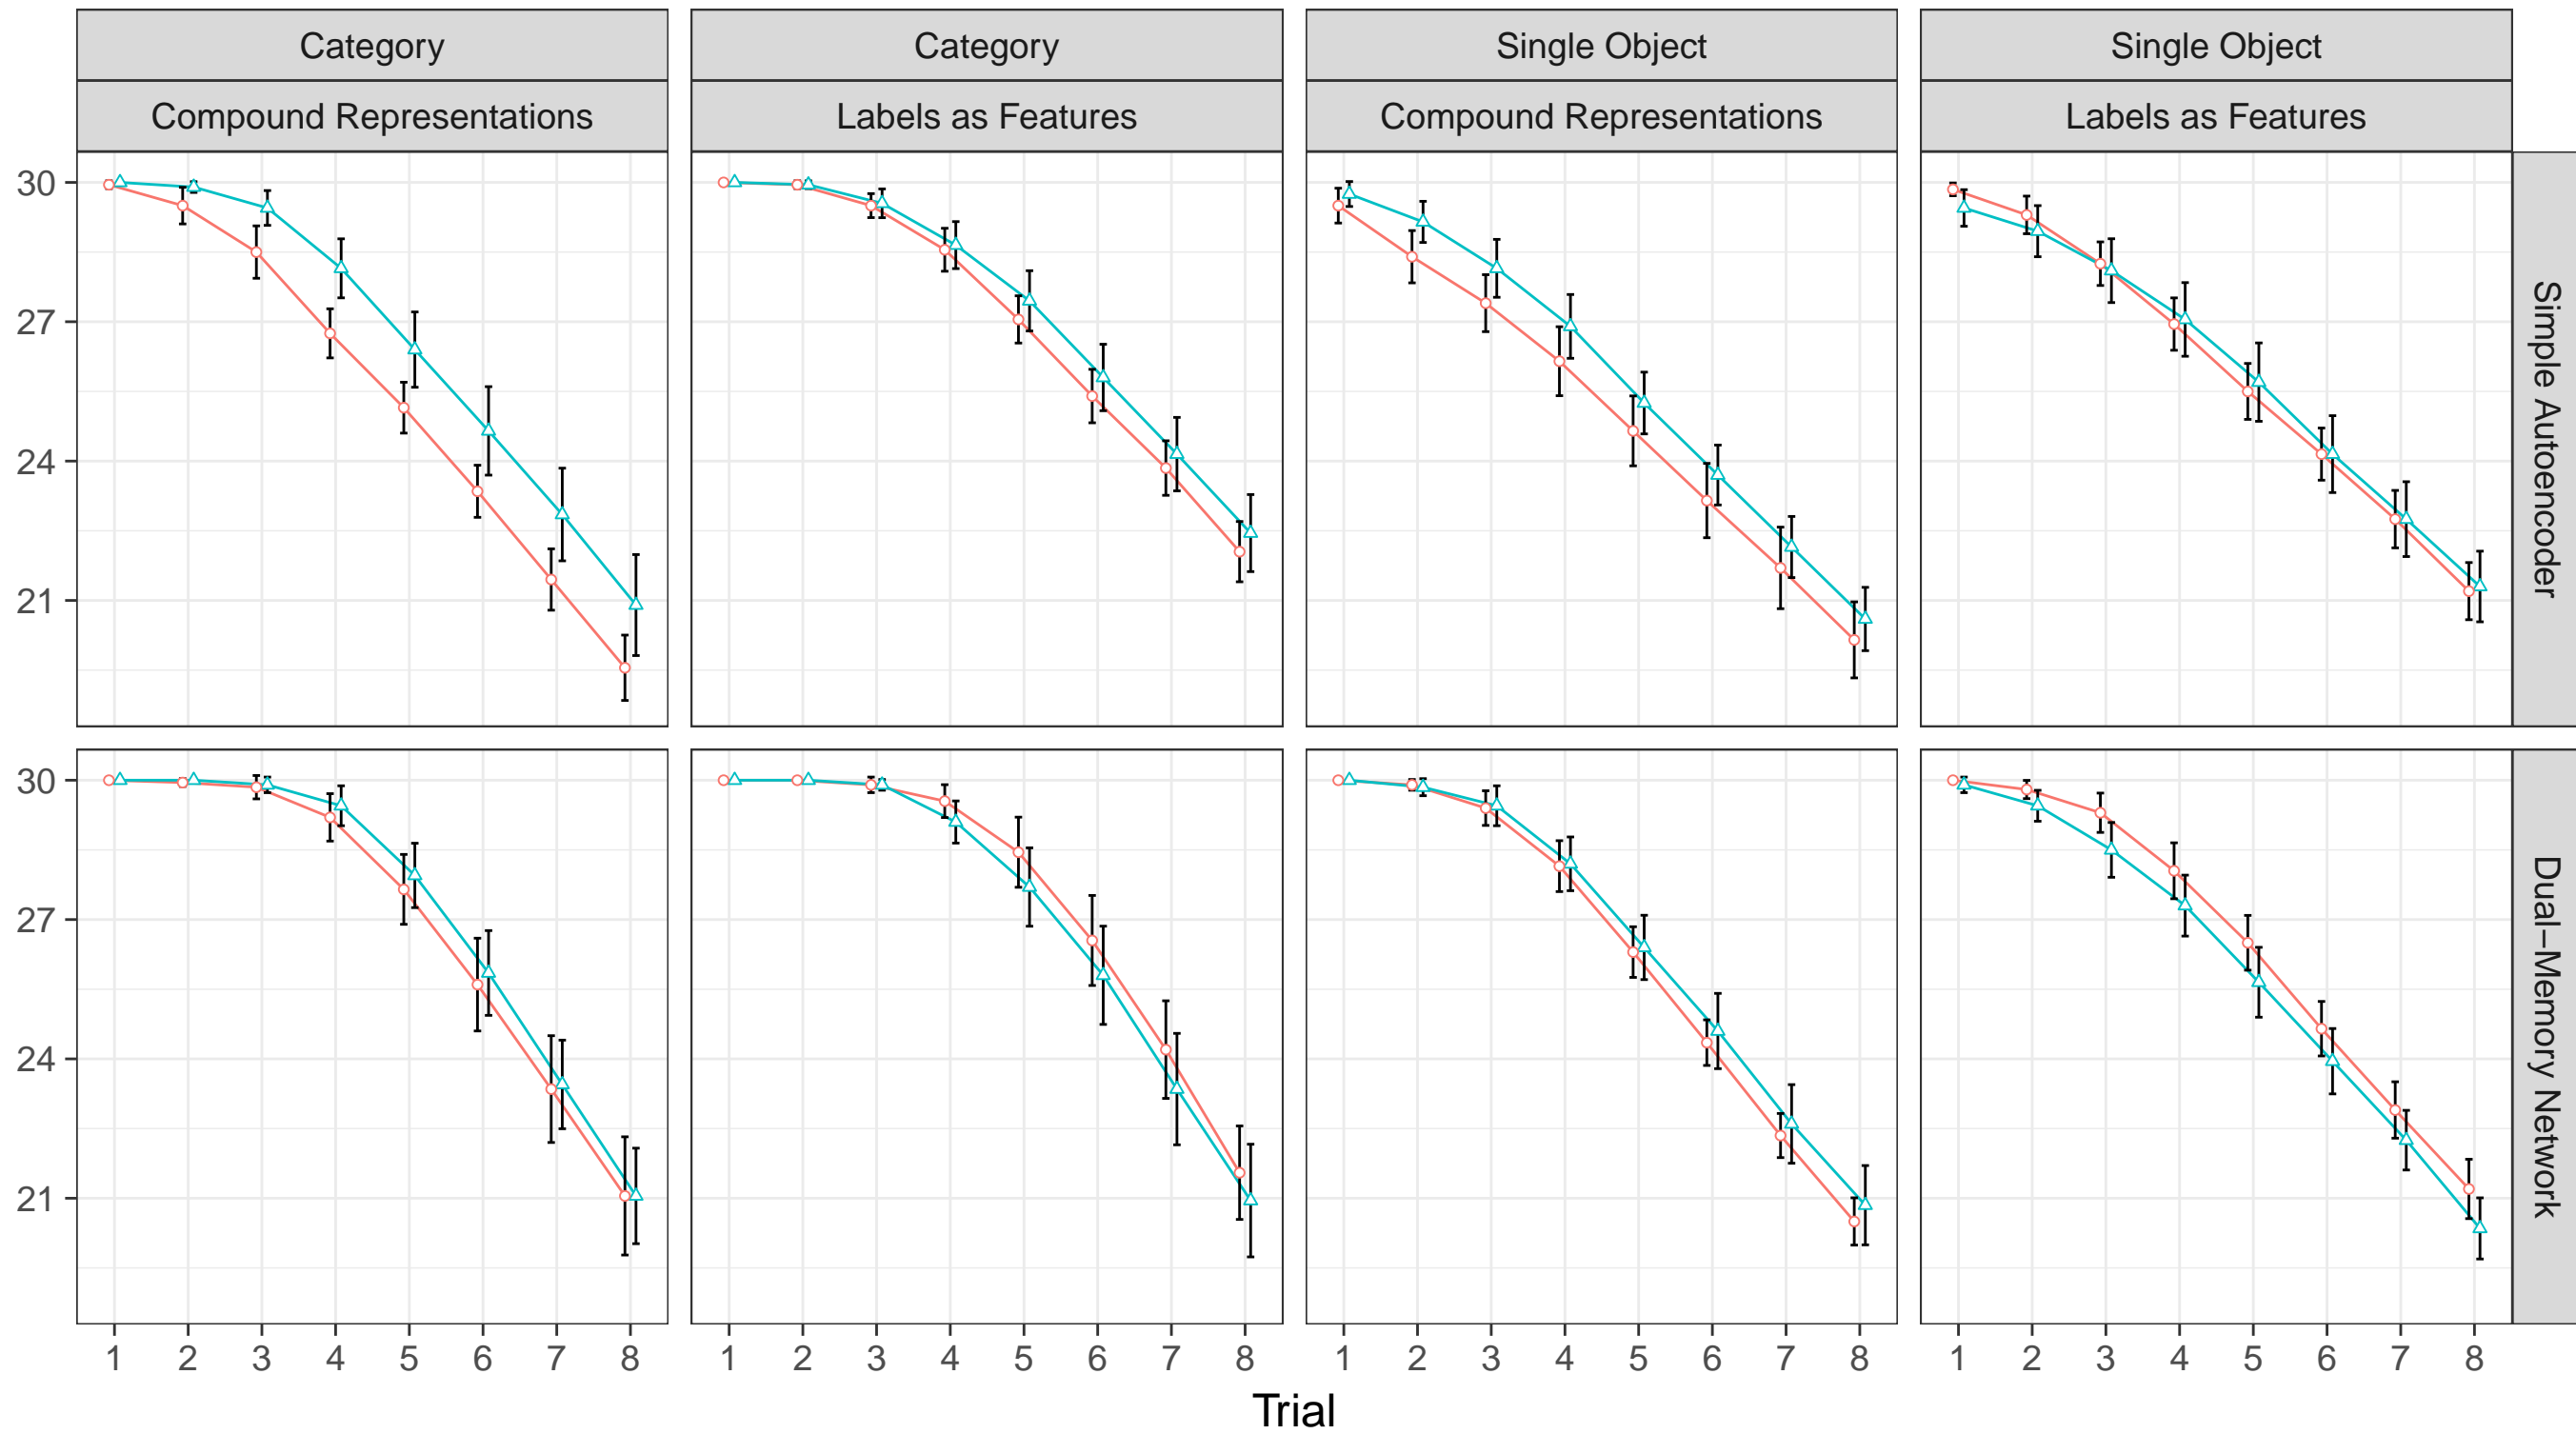 Category
Category
Single Object
Single Object
Compound Representations
Labels as Features
Compound Representations
Labels as Features
30
27
24
21
Simple Autoencoder
30
27
24
21
Dual−Memory Network
1 2 3 4 5 6 7 8
1 2 3 4 5 6 7 8
1 2 3 4 5 6 7 8
1 2 3 4 5 6 7 8
Trial